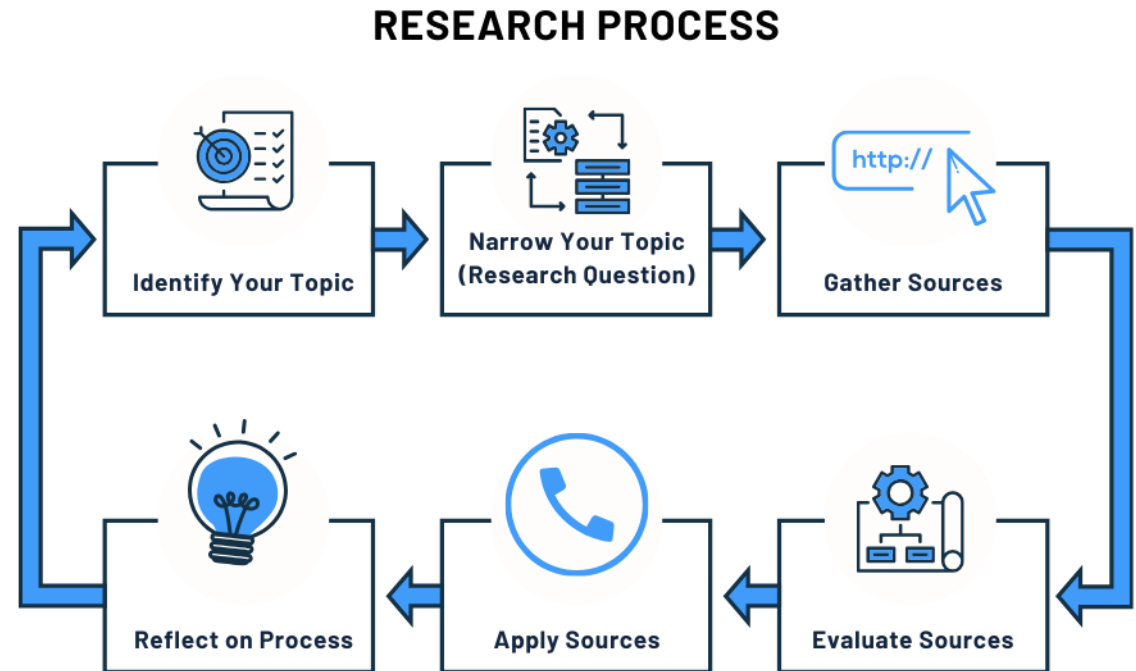 RESEARCH PROCESS
Identify Your Topic
Narrow Your Topic
(Research Question)
http://
Gather Sources
Reflect on Process
Apply Sources
Evaluate Sources